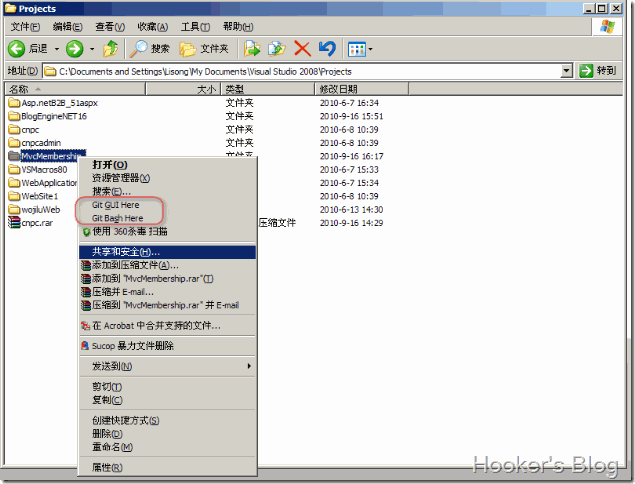 Projects
文件(F) 编辑(E) 查看(V) 收藏(A) 工具(T) 帮助(H)
后退 搜索 文件夹
地址(D) C:\Documents and Settings\Lisong\My Documents\Visual Studio 2008\Projects 转到
名称 大小 类型 修改日期
Asp.netB2B_51aspx 文件夹 2010-6-7 16:34
BlogEngineNET16 文件夹 2010-9-16 15:51
cnpc 文件夹 2010-6-8 10:39
cnpcadmin 文件夹 2010-6-8 10:39
MvcMembership 文件夹 2010-9-16 16:17
VSMacros80 2010-6-7 15:33
WebApplication 2010-6-7 15:34
WebSite1 2010-6-8 10:39
wojiluWeb 2010-6-13 14:30
cnpc.rar 压缩文件 2010-9-16 14:29
打开(O)
资源管理器(X)
搜索(E)...
Git GUI Here
Git Bash Here
使用 360杀毒 扫描
共享和安全(H)...
添加到压缩文件(A)...
添加到 "MvcMembership.rar"(T)
压缩并 E-mail...
压缩到 "MvcMembership.rar" 并 E-mail
在 Acrobat 中合并支持的文件...
Sucop 暴力文件删除
发送到(N)
剪切(T)
复制(C)
创建快捷方式(S)
删除(D)
重命名(M)
属性(R)
Hooker's Blog